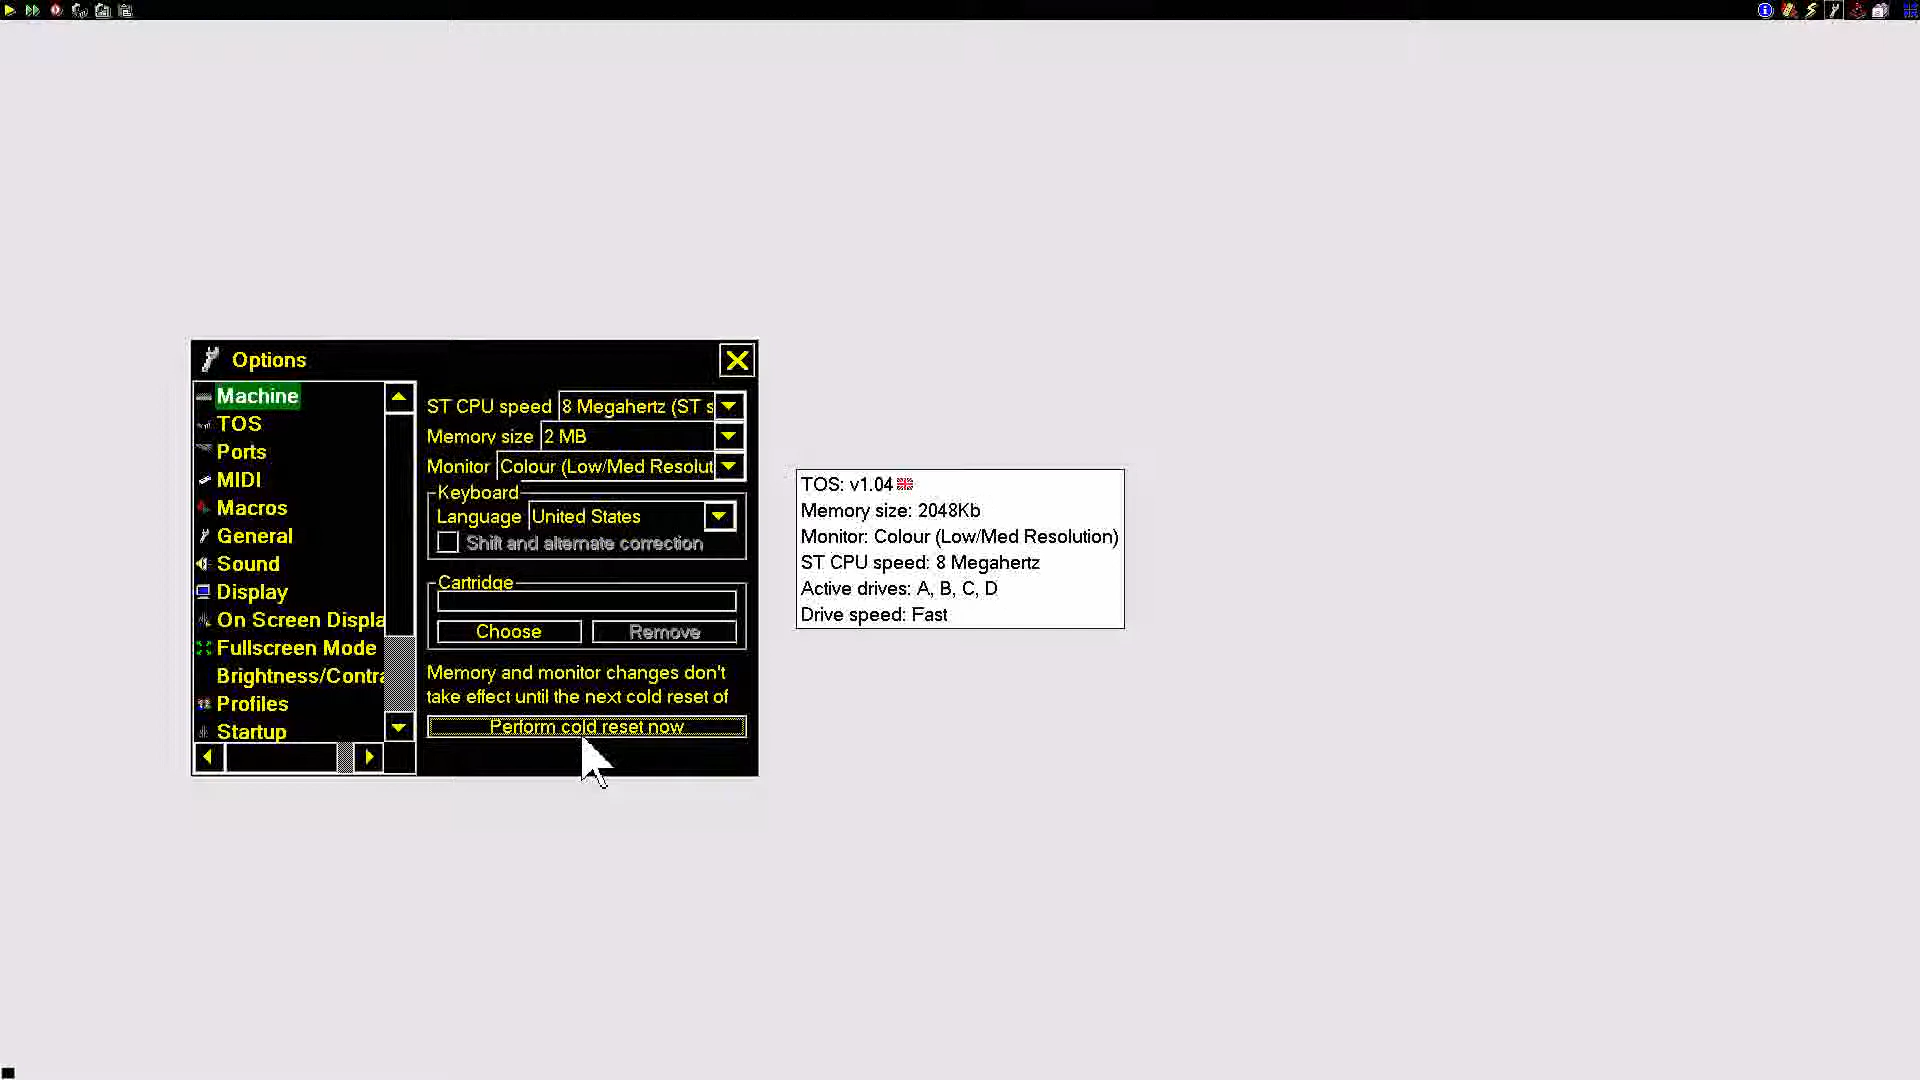 Options
Machine
TOS
Ports
MIDI
Macros
General
Sound
Display
On Screen Displa
Fullscreen Mode
Brightness/Contra
Profiles
Startup
ST CPU speed 8 Megahertz (ST s
Memory size 2 MB
Monitor Colour (Low/Med Resolut
Keyboard
Language United States
Shift and alternate correction
Cartridge
Choose Remove
Memory and monitor changes don't
take effect until the next cold reset of
Perform cold reset now
TOS: v1.04
Memory size: 2048Kb
Monitor: Colour (Low/Med Resolution)
ST CPU speed: 8 Megahertz
Active drives: A, B, C, D
Drive speed: Fast